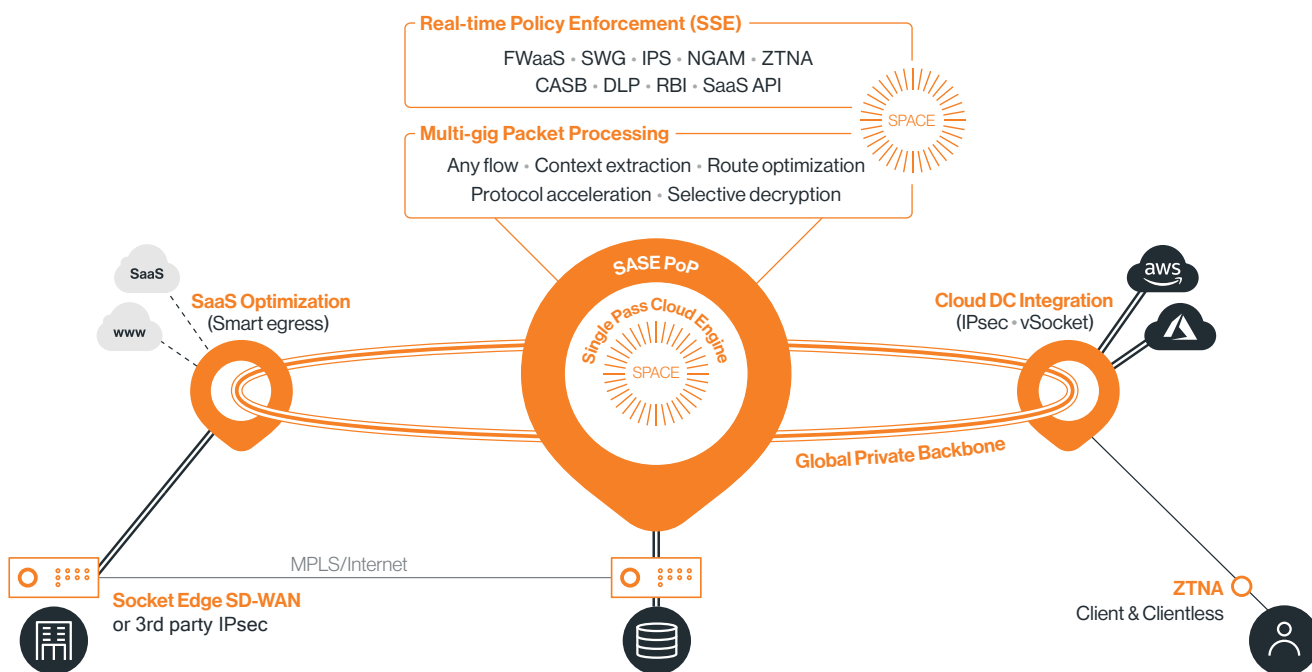 Real-time Policy Enforcement (SSE)
FWaaS • SWG • IPS • NGAM • ZTNA
CASB • DLP • RBI • SaaS API
SPACE
Multi-gig Packet Processing
Any flow • Context extraction • Route optimization
Protocol acceleration • Selective decryption
SASE PoP
Single Pass Cloud Engine
SPACE
SaaS
www
SaaS Optimization
(Smart egress)
Cloud DC Integration
(IPsec • vSocket)
aws
Global Private Backbone
MPLS/Internet
Socket Edge SD-WAN
or 3rd party IPsec
ZTNA
Client & Clientless